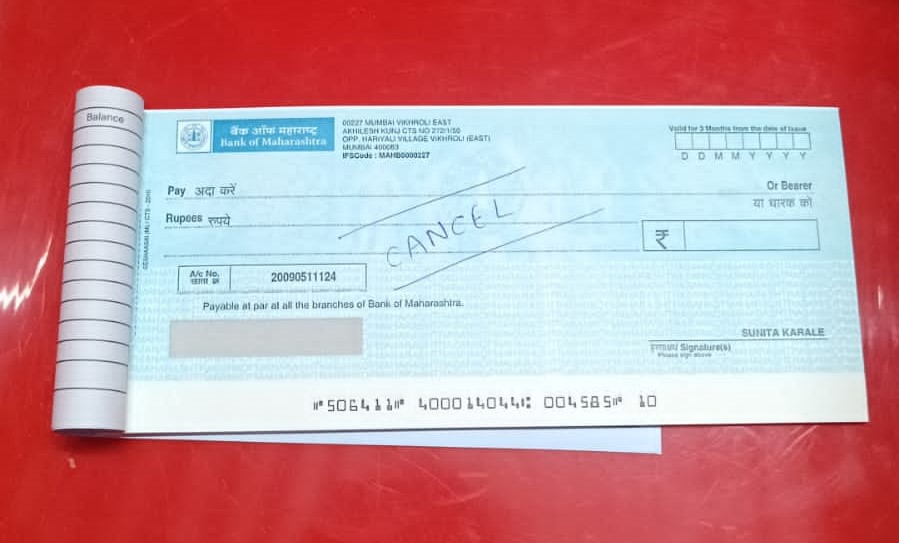 Balance
बैंक ऑफ महाराष्ट्र
Bank of Maharashtra
00227 MUMBAI VIKHROLI EAST
AKHILESH KUNJ CTS NO 272/1/50
OPP. HARIYALI VILLAGE VIKHROLI (EAST)
MUMBAI 400083
IFSCode : MAHB0000227
Valid for 3 Months from the date of issue
D D M M Y Y Y Y
Pay अदा करें
Or Bearer
या धारक को
Rupees रुपये
₹
CANCEL
A/c No.
20090511124
Payable at par at all the branches of Bank of Maharashtra.
SUNITA KARALE
Signature(s)
Please sign above
⑈506411⑈ 400014044⑆ 004585⑈ 10